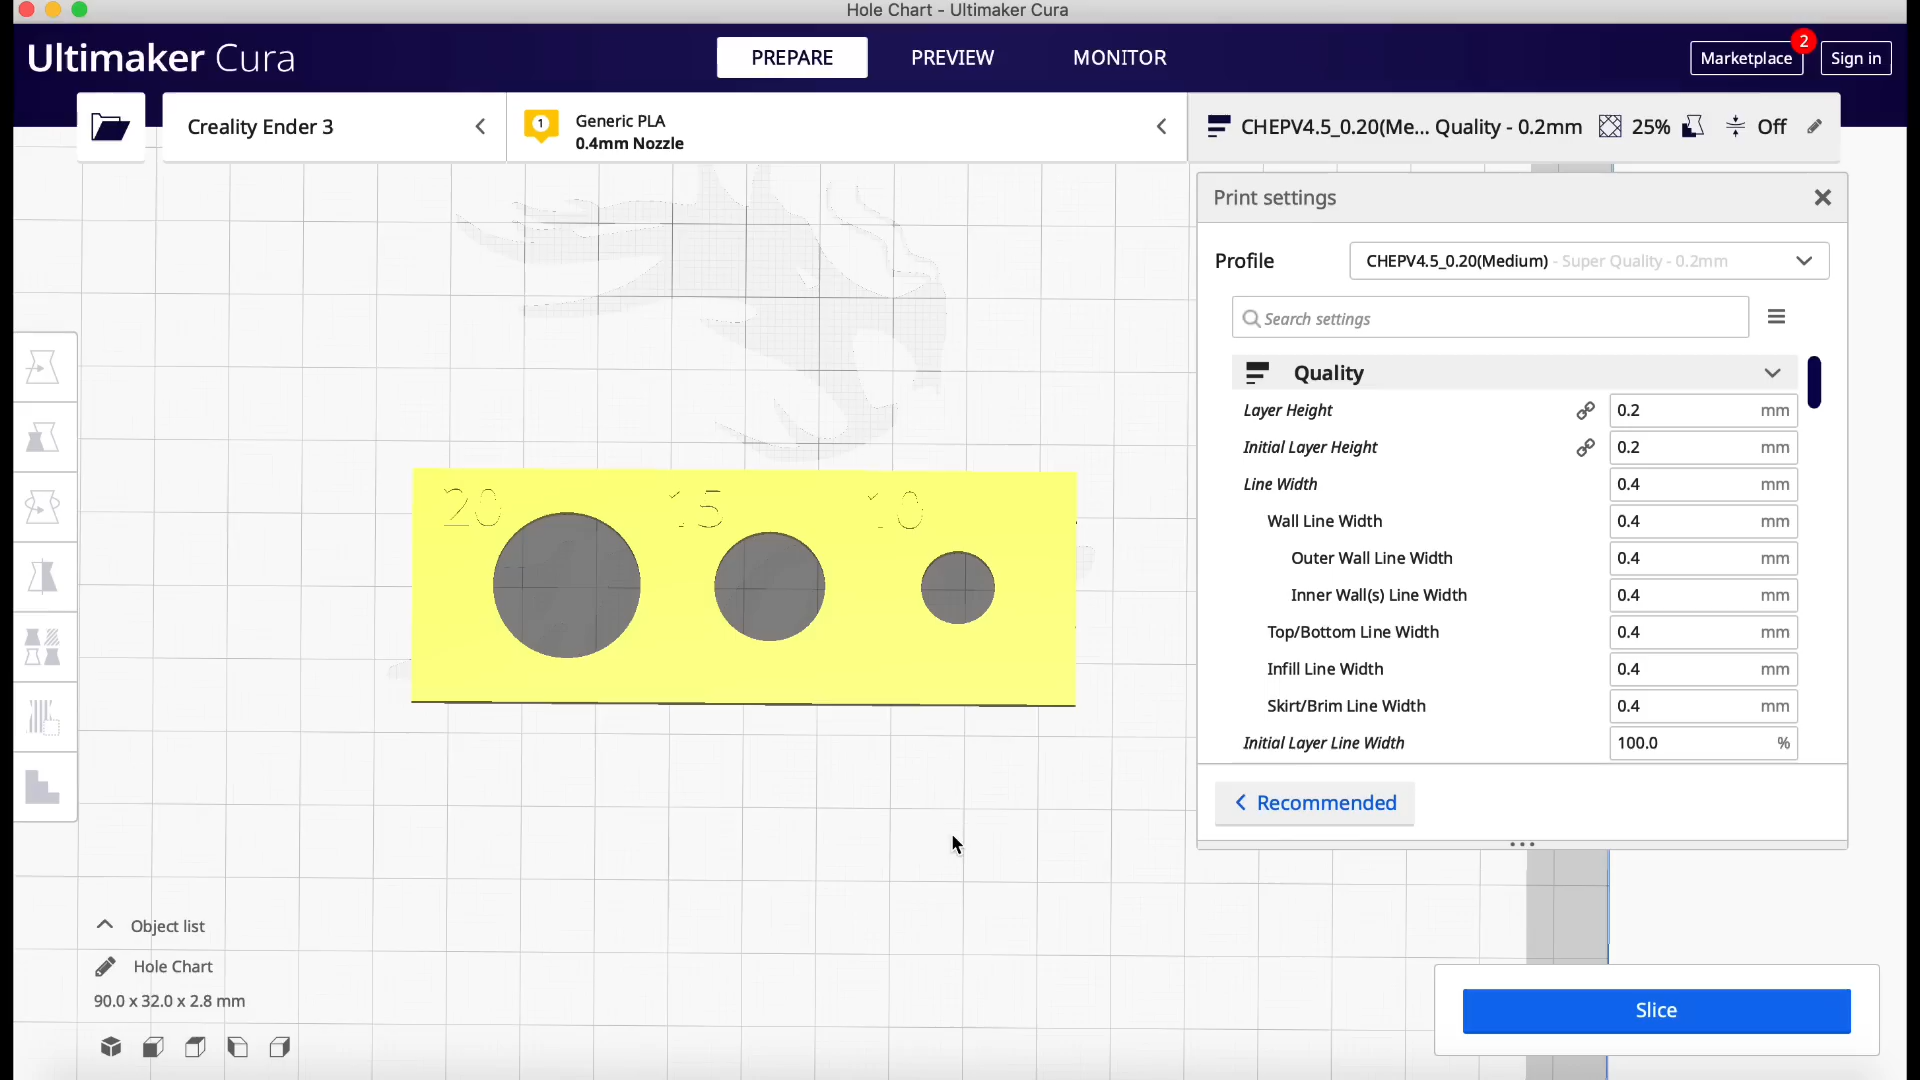 Hole Chart - Ultimaker Cura
Ultimaker Cura
PREPARE
PREVIEW
MONITOR
Marketplace
2
Sign in
Creality Ender 3
1
Generic PLA
0.4mm Nozzle
CHEPV4.5_0.20(Me... Quality - 0.2mm
25%
Off
Print settings
Profile
CHEPV4.5_0.20(Medium) - Super Quality - 0.2mm
Search settings
Quality
Layer Height 0.2 mm
Initial Layer Height 0.2 mm
Line Width 0.4 mm
Wall Line Width 0.4 mm
Outer Wall Line Width 0.4 mm
Inner Wall(s) Line Width 0.4 mm
Top/Bottom Line Width 0.4 mm
Infill Line Width 0.4 mm
Skirt/Brim Line Width 0.4 mm
Initial Layer Line Width 100.0 %
Recommended
20 15 10
Object list
Hole Chart
90.0 x 32.0 x 2.8 mm
Slice